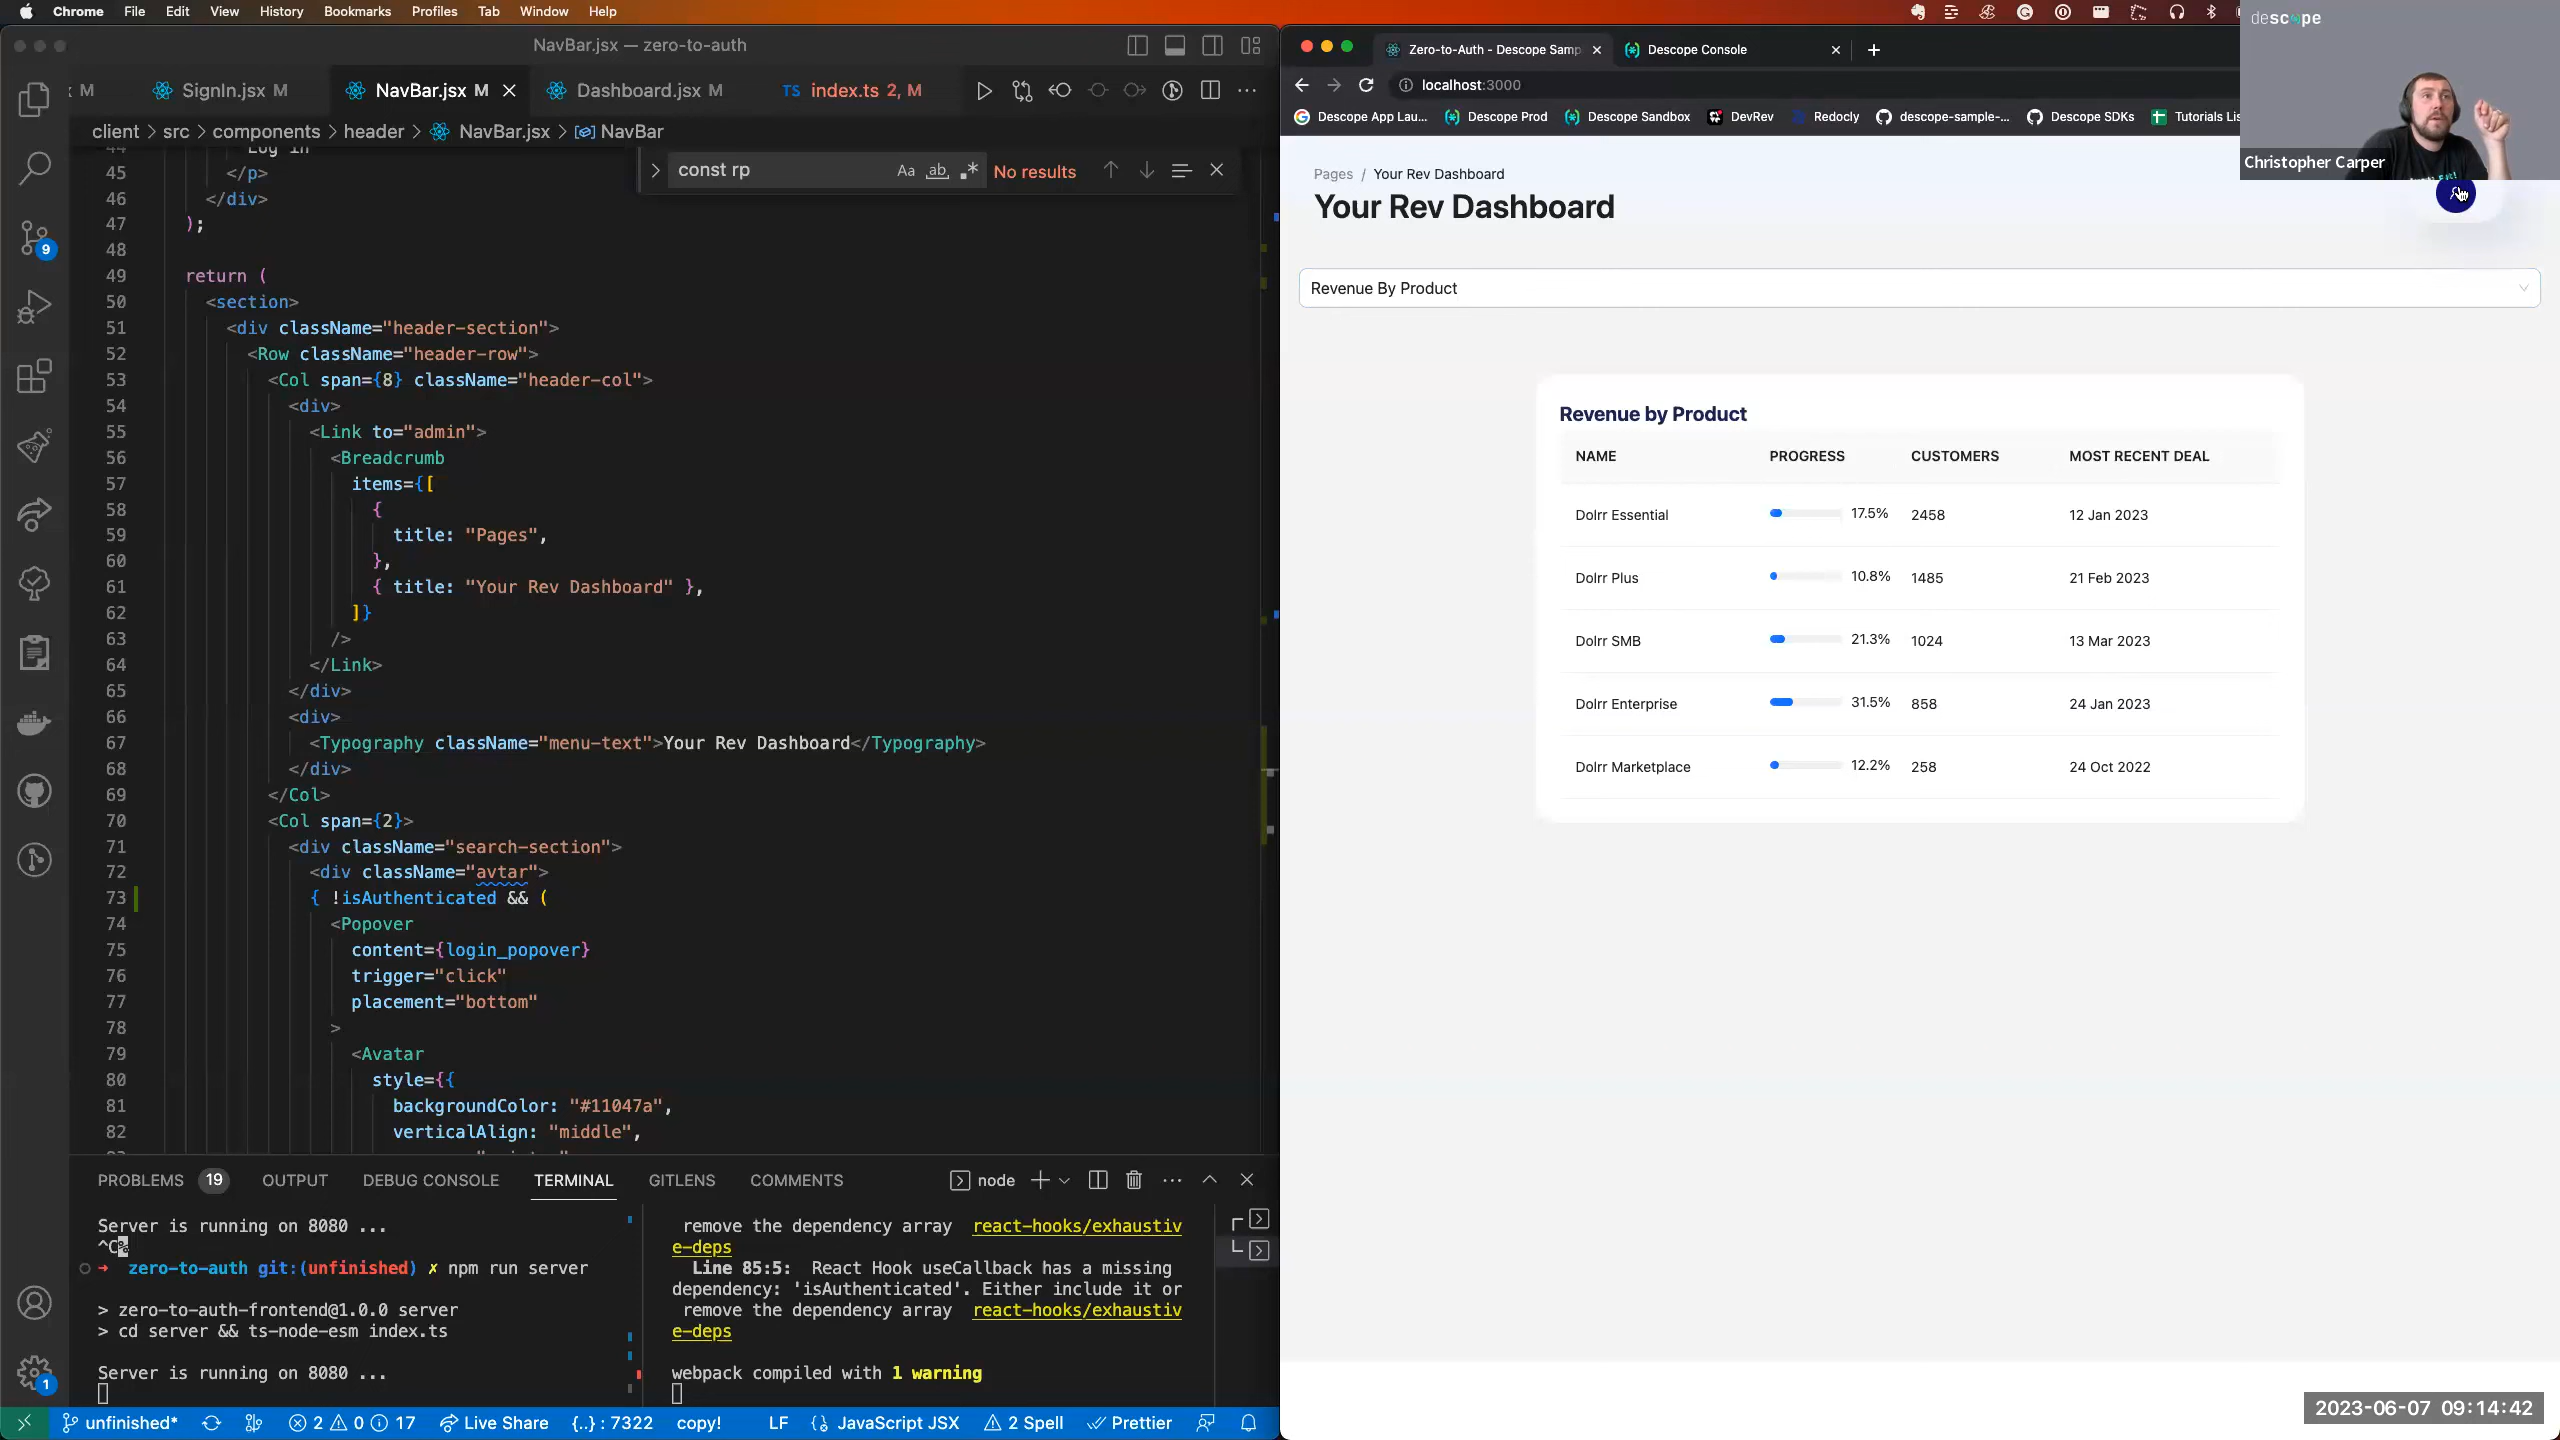 Chrome File Edit View History Bookmarks Profiles Tab Window Help
NavBar.jsx — zero-to-auth
M SignIn.jsx M NavBar.jsx M Dashboard.jsx M TS index.ts 2, M
client > src > components > header > NavBar.jsx > NavBar
const rp Aa ab No results
44 Log in
45 </p>
46 </div>
47 );
48
49 return (
50 <section>
51 <div className="header-section">
52 <Row className="header-row">
53 <Col span={8} className="header-col">
54 <div>
55 <Link to="admin">
56 <Breadcrumb
57 items={[
58 {
59 title: "Pages",
60 },
61 { title: "Your Rev Dashboard" },
62 ]}
63 />
64 </Link>
65 </div>
66 <div>
67 <Typography className="menu-text">Your Rev Dashboard</Typography>
68 </div>
69 </Col>
70 <Col span={2}>
71 <div className="search-section">
72 <div className="avtar">
73 { !isAuthenticated && (
74 <Popover
75 content={login_popover}
76 trigger="click"
77 placement="bottom"
78 >
79 <Avatar
80 style={{
81 backgroundColor: "#11047a",
82 verticalAlign: "middle",
9
1
PROBLEMS 19 OUTPUT DEBUG CONSOLE TERMINAL GITLENS COMMENTS node
Server is running on 8080 ...
^C%
→ zero-to-auth git:(unfinished) ✗ npm run server
> zero-to-auth-frontend@1.0.0 server
> cd server && ts-node-esm index.ts
Server is running on 8080 ...
remove the dependency array react-hooks/exhaustiv
e-deps
Line 85:5: React Hook useCallback has a missing
dependency: 'isAuthenticated'. Either include it or
remove the dependency array react-hooks/exhaustiv
e-deps
webpack compiled with 1 warning
unfinished* 2 0 17 Live Share {..} : 7322 copy! LF JavaScript JSX 2 Spell Prettier
Zero-to-Auth - Descope Samp Descope Console
localhost:3000
Descope App Lau... Descope Prod Descope Sandbox DevRev Redocly descope-sample-... Descope SDKs Tutorials Lis
descope
Christopher Carper
Pages / Your Rev Dashboard
Your Rev Dashboard
Revenue By Product
Revenue by Product
NAME PROGRESS CUSTOMERS MOST RECENT DEAL
Dolrr Essential 17.5% 2458 12 Jan 2023
Dolrr Plus 10.8% 1485 21 Feb 2023
Dolrr SMB 21.3% 1024 13 Mar 2023
Dolrr Enterprise 31.5% 858 24 Jan 2023
Dolrr Marketplace 12.2% 258 24 Oct 2022
2023-06-07 09:14:42